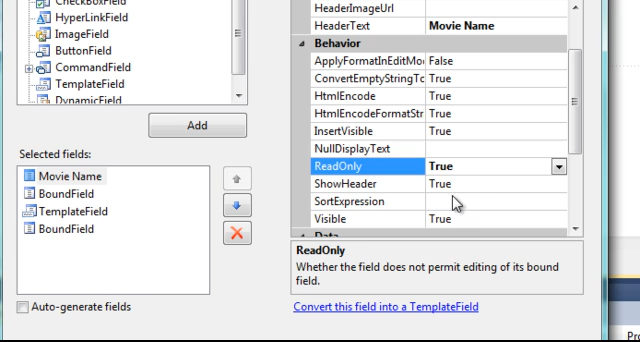 CheckBoxField
HyperLinkField
ImageField
ButtonField
CommandField
TemplateField
DynamicField
Add
Selected fields:
Movie Name
BoundField
TemplateField
BoundField
Auto-generate fields
HeaderImageUrl
HeaderText Movie Name
Behavior
ApplyFormatInEditMo False
ConvertEmptyStringTo True
HtmlEncode True
HtmlEncodeFormatStr True
InsertVisible True
NullDisplayText
ReadOnly True
ShowHeader True
SortExpression
Visible True
Data
ReadOnly
Whether the field does not permit editing of its bound
field.
Convert this field into a TemplateField
Pro